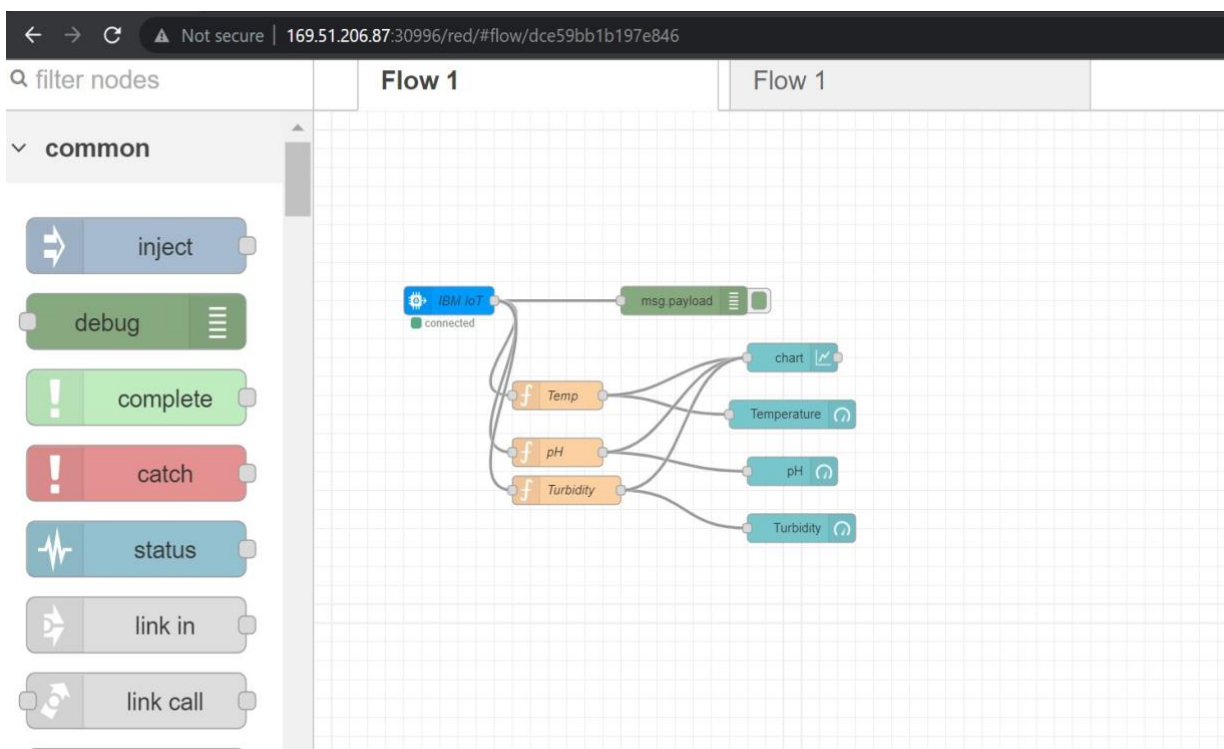 Not secure | 169.51.206.87:30996/red/#flow/dce59bb1b197e846
filter nodes
Flow 1
Flow 1
common
inject
debug
complete
catch
status
link in
link call
IBM IoT
connected
msg.payload
chart
Temp
Temperature
pH
pH
Turbidity
Turbidity